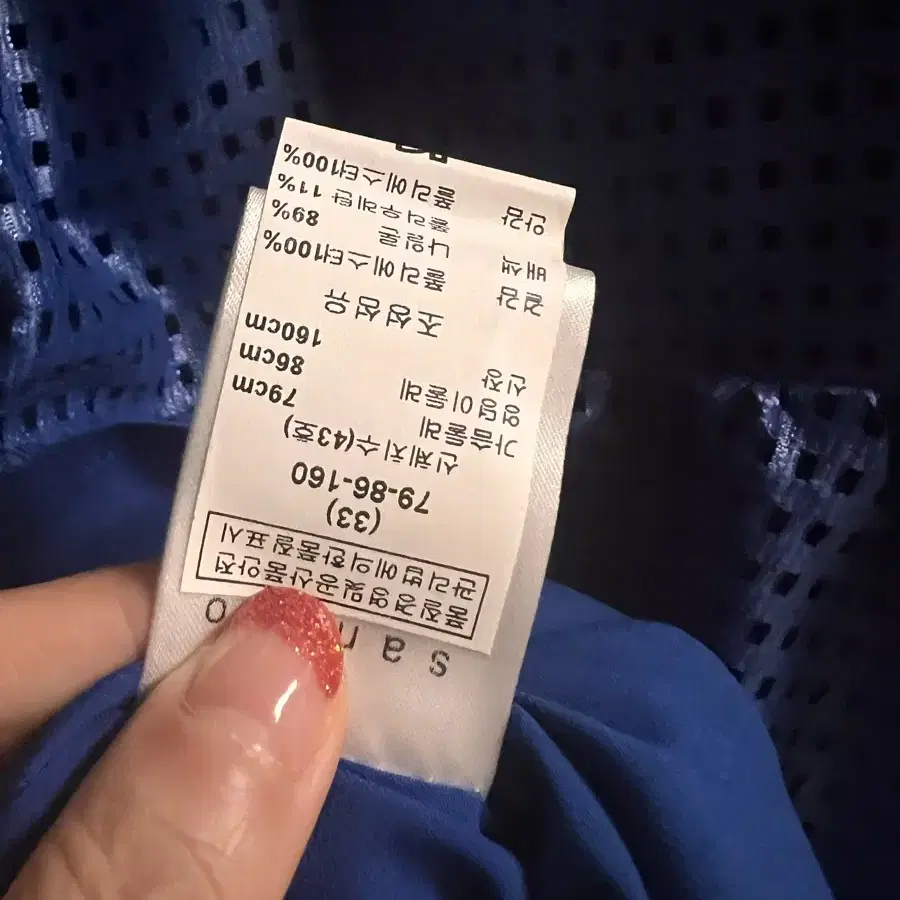 s a
품질경영및공산품안전
관리법에의한품질표시
(33)
79-86-160
신체치수(43호)
가슴둘레 79cm
엉덩이둘레 86cm
신장 160cm
조성섬유
겉감 폴리에스터100%
배색 나일론 89%
폴리우레탄 11%
안감 폴리에스터100%